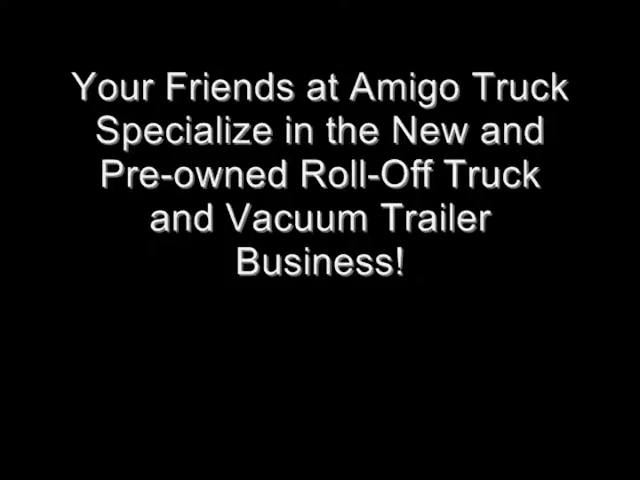 Your Friends at Amigo Truck
Specialize in the New and
Pre-owned Roll-Off Truck
and Vacuum Trailer
Business!